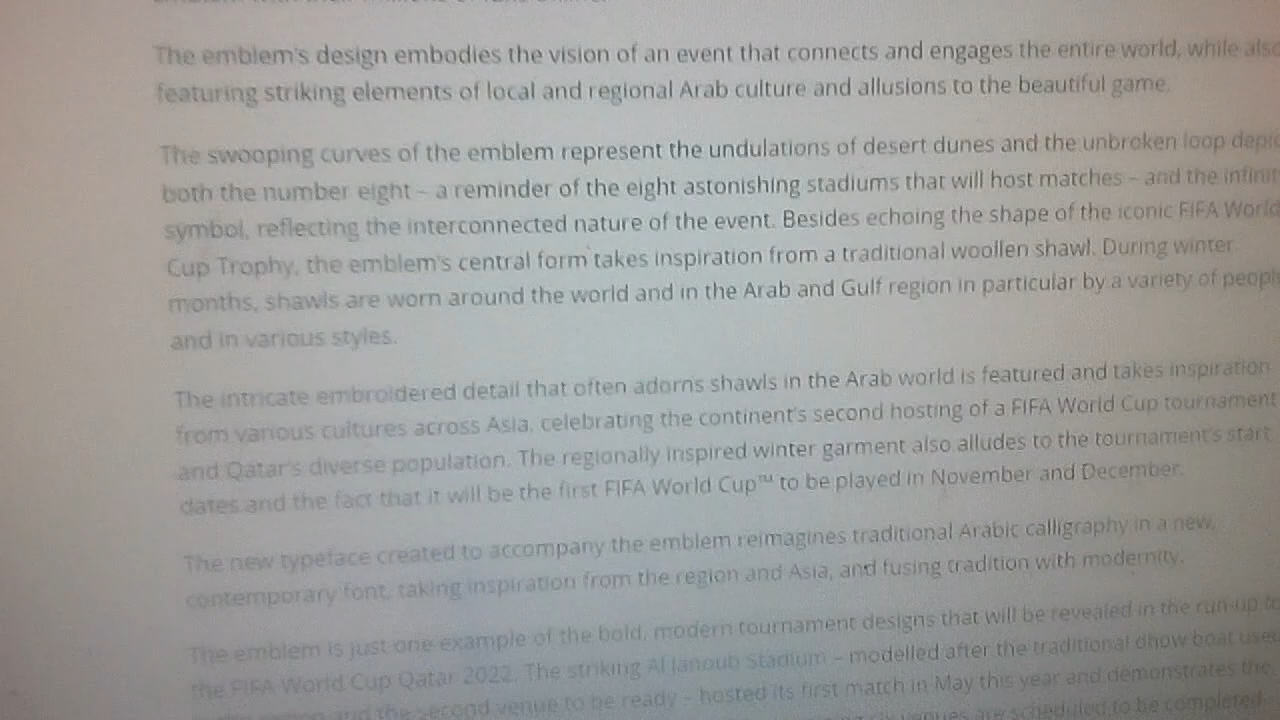 The emblem's design embodies the vision of an event that connects and engages the entire world, while also
featuring striking elements of local and regional Arab culture and allusions to the beautiful game.
The swooping curves of the emblem represent the undulations of desert dunes and the unbroken loop
both the number eight – a reminder of the eight astonishing stadiums that will host matches – and the
symbol, reflecting the interconnected nature of the event. Besides echoing the shape of the iconic FIFA World
Cup Trophy, the emblem's central form takes inspiration from a traditional woollen shawl. During winter
months, shawls are worn around the world and in the Arab and Gulf region in particular by a variety of
and in various styles.
The intricate embroidered detail that often adorns shawls in the Arab world is featured and takes inspiration
from various cultures across Asia, celebrating the continent's second hosting of a FIFA World Cup tournament
and Qatar's diverse population. The regionally inspired winter garment also alludes to the tournament's start
dates and the fact that it will be the first FIFA World Cup™ to be played in November and December.
The new typeface created to accompany the emblem reimagines traditional Arabic calligraphy in a new,
contemporary font, taking inspiration from the region and Asia, and fusing tradition with modernity.
The emblem is just one example of the bold, modern tournament designs that will be revealed in the run-up to
the FIFA World Cup Qatar 2022. The striking Al Janoub Stadium – modelled after the traditional dhow boat used
and the second venue to be ready – hosted its first match in May this year and demonstrates the
venues are scheduled to be completed